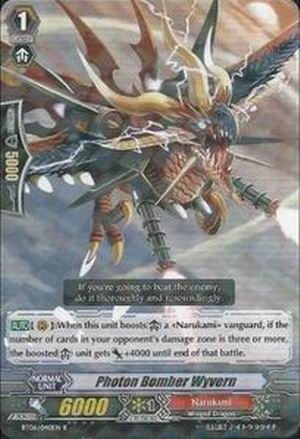 1
5000
If you're going to beat the enemy,
do it thoroughly and resoundingly.
AUTO :When this unit boosts a «Narukami» vanguard, if the
number of cards in your opponent's damage zone is three or more,
the boosted unit gets +4000 until end of that battle.
NORMAL
UNIT
Photon Bomber Wyvern
6000
1
Narukami
Winged Dragon
BT06/040EN R